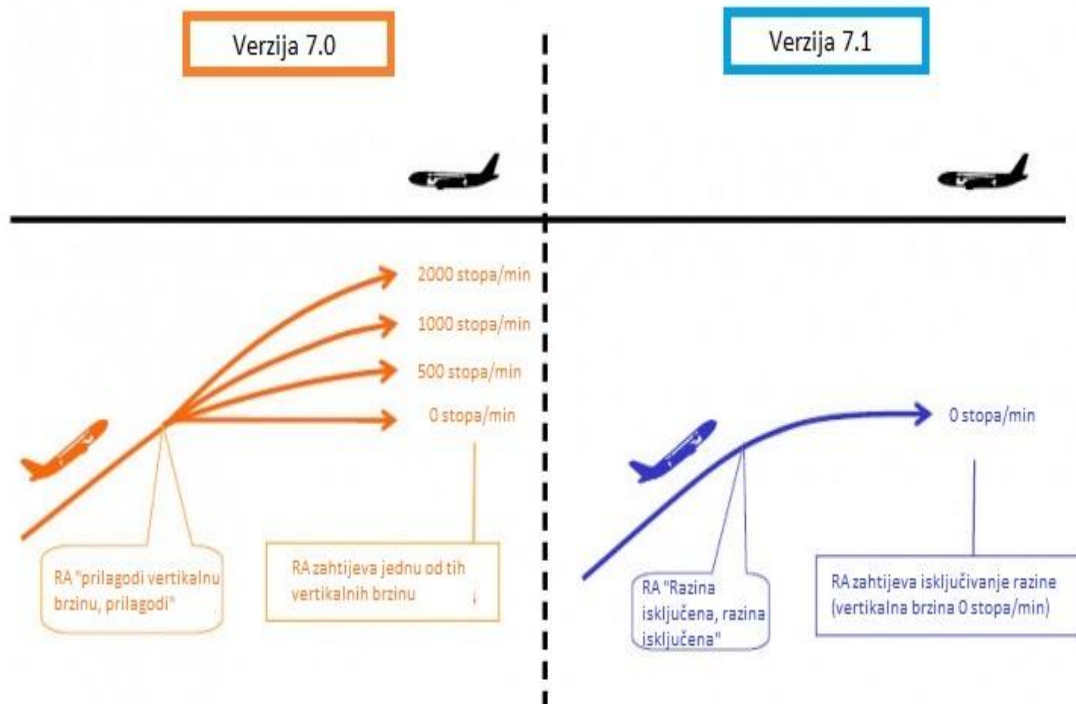 Verzija 7.0
2000 stopa/min
1000 stopa/min
500 stopa/min
0 stopa/min
RA "prilagodi vertikalnu
brzinu, prilagodi"
RA zahtijeva jednu od tih
vertikalnih brzinu
Verzija 7.1
0 stopa/min
RA "Razina
isključena, razina
isključena"
RA zahtijeva isključivanje razine
(vertikalna brzina 0 stopa/min)